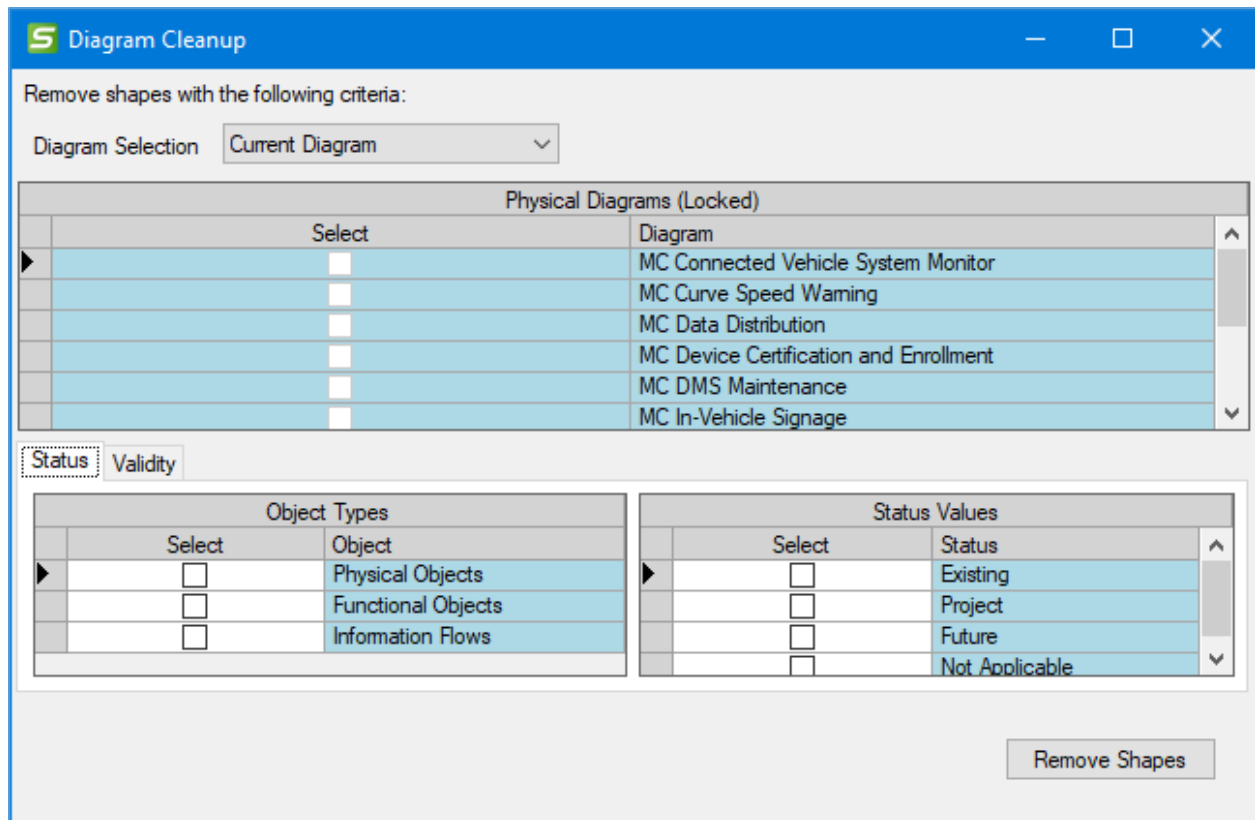 Diagram Cleanup
Remove shapes with the following criteria:
Diagram Selection Current Diagram
Physical Diagrams (Locked)
Select Diagram
MC Connected Vehicle System Monitor
MC Curve Speed Warning
MC Data Distribution
MC Device Certification and Enrollment
MC DMS Maintenance
MC In-Vehicle Signage
Status Validity
Object Types
Select Object
Physical Objects
Functional Objects
Information Flows
Status Values
Select Status
Existing
Project
Future
Not Applicable
Remove Shapes